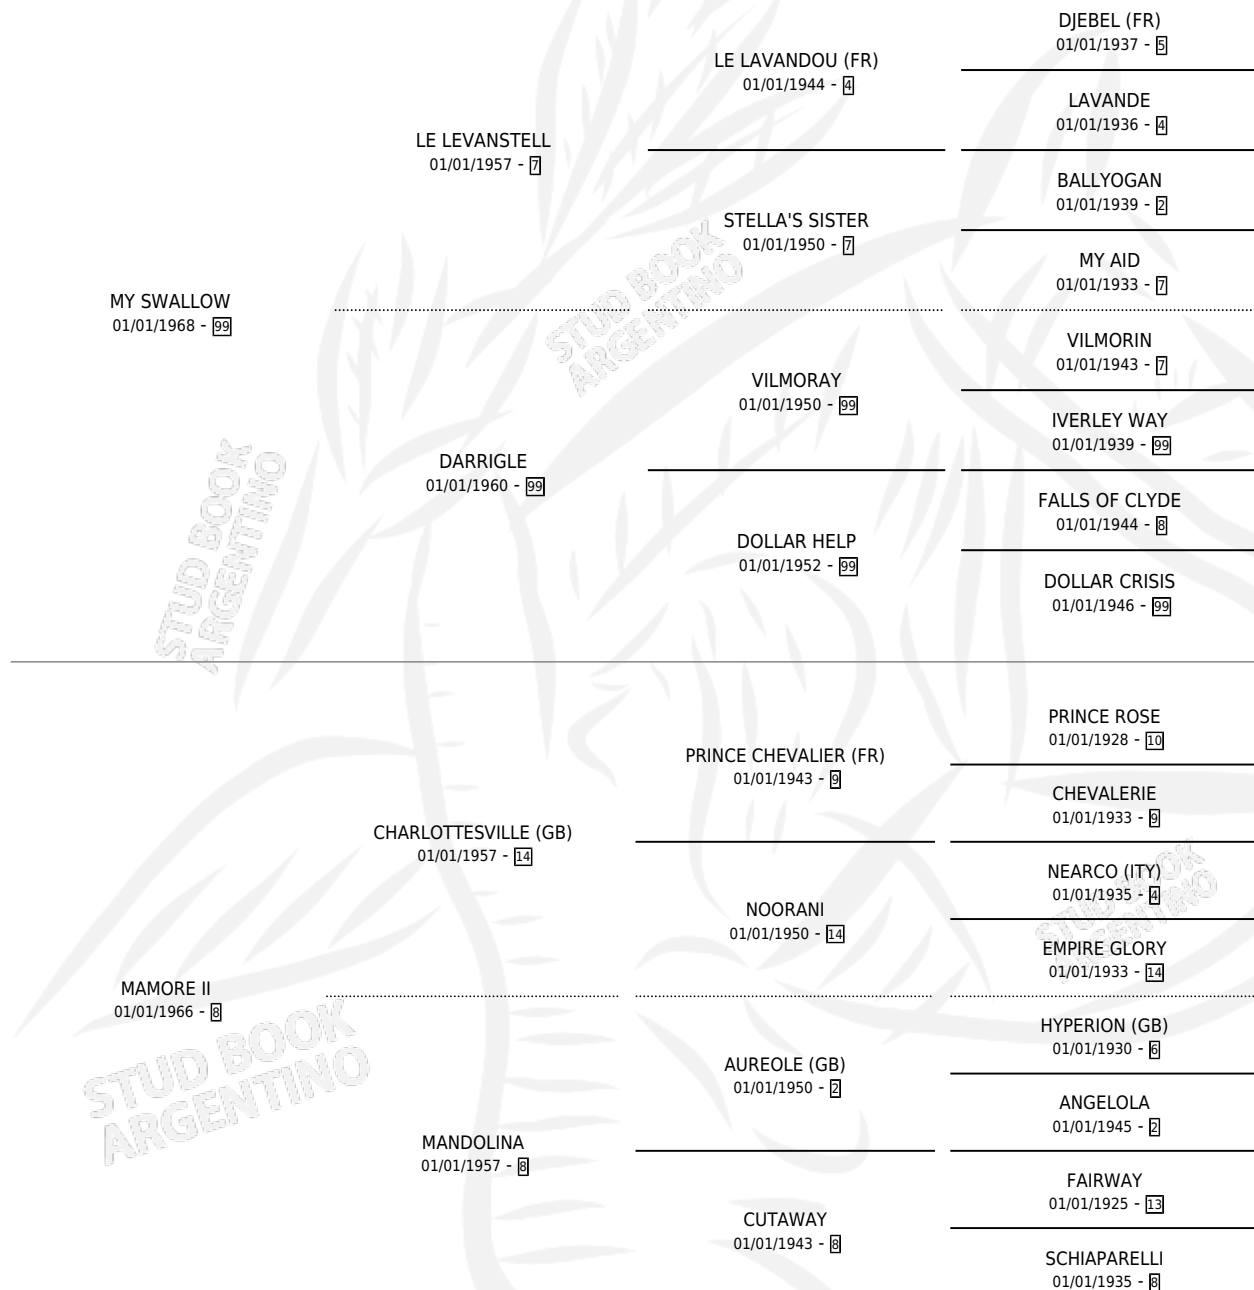 DJEBEL (FR)
01/01/1937 - 5
LE LAVANDOU (FR)
01/01/1944 - 4
LAVANDE
01/01/1936 - 4
LE LEVANSTELL
01/01/1957 - 7
BALLYOGAN
01/01/1939 - 2
STELLA'S SISTER
01/01/1950 - 7
MY AID
01/01/1933 - 7
MY SWALLOW
01/01/1968 - 99
VILMORIN
01/01/1943 - 7
VILMORAY
01/01/1950 - 99
IVERLEY WAY
01/01/1939 - 99
DARRIGLE
01/01/1960 - 99
FALLS OF CLYDE
01/01/1944 - 8
DOLLAR HELP
01/01/1952 - 99
DOLLAR CRISIS
01/01/1946 - 99
PRINCE ROSE
01/01/1928 - 10
PRINCE CHEVALIER (FR)
01/01/1943 - 9
CHEVALERIE
01/01/1933 - 9
CHARLOTTESVILLE (GB)
01/01/1957 - 14
NEARCO (ITY)
01/01/1935 - 4
NOORANI
01/01/1950 - 14
EMPIRE GLORY
01/01/1933 - 14
MAMORE II
01/01/1966 - 8
HYPERION (GB)
01/01/1930 - 6
AUREOLE (GB)
01/01/1950 - 2
ANGELOLA
01/01/1945 - 2
MANDOLINA
01/01/1957 - 8
FAIRWAY
01/01/1925 - 13
CUTAWAY
01/01/1943 - 8
SCHIAPARELLI
01/01/1935 - 8
STUD BOOK
ARGENTINO
STUD BOOK
ARGENTINO
STUD BOOK
ARGENTINO
STUD BOOK
ARGENTINO